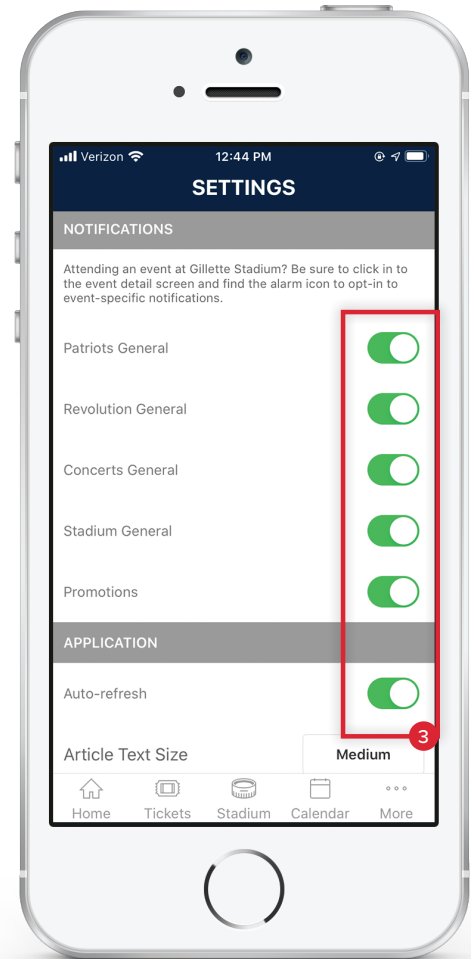 Verizon 12:44 PM
SETTINGS
NOTIFICATIONS
Attending an event at Gillette Stadium? Be sure to click in to
the event detail screen and find the alarm icon to opt-in to
event-specific notifications.
Patriots General
Revolution General
Concerts General
Stadium General
Promotions
APPLICATION
Auto-refresh
3
Article Text Size Medium
Home Tickets Stadium Calendar More